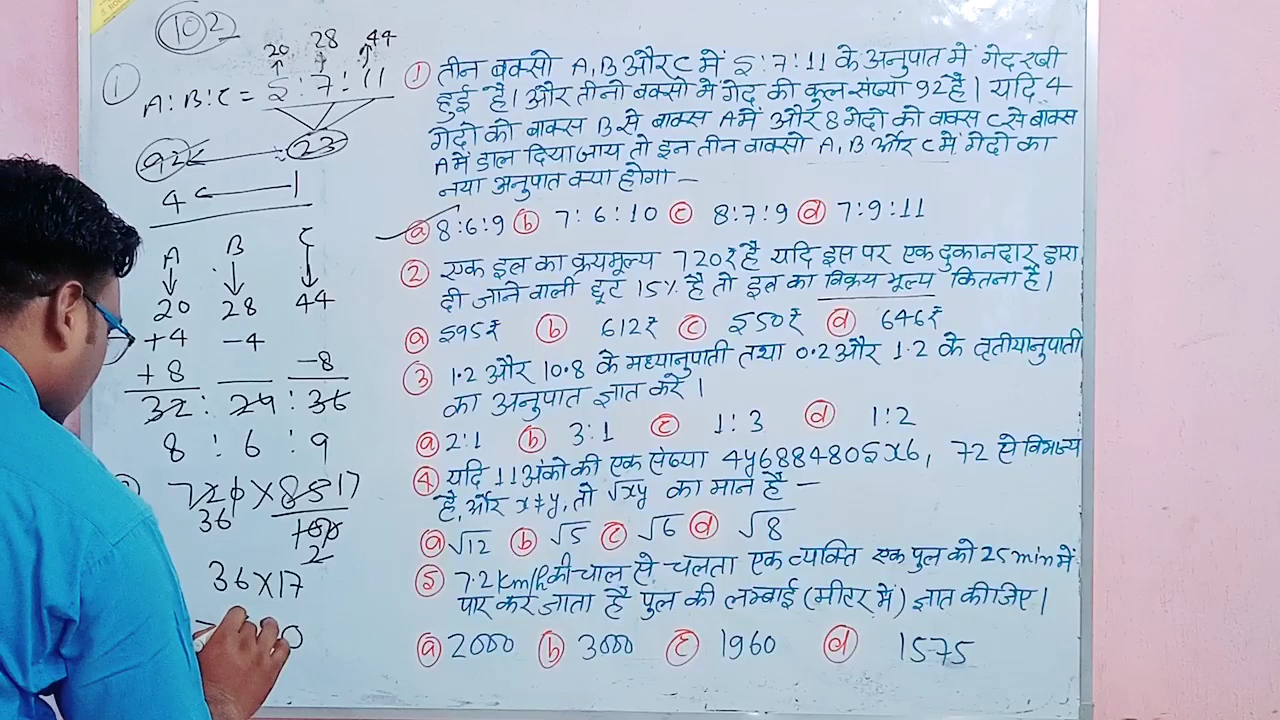 102
20 28 44
① A:B:C = 5:7:11
92 23
4 1
A B C
20 28 44
+4 -4
+8 -8
32 : 24 : 36
8 : 6 : 9
720 × 85 17
36 100
2
36×17
0
① तीन बक्सो A,B और C में 5:7:11 के अनुपात में गेंद रखी
हुई है। और तीनो बक्सो में गेंद की कुल संख्या 92 है। यदि 4
गेंदो को बाक्स B से बाक्स A में और 8 गेंदो को वाक्स C से बाक्स
A में डाल दिया जाय तो इन तीन वाक्सो A, B और C में गेंदो का
नया अनुपात क्या होगा –
ⓐ 8:6:9 ⓑ 7:6:10 ⓒ 8:7:9 ⓓ 7:9:11
② एक इल का क्रयमूल्य 720₹ है यदि इस पर एक दुकानदार द्वारा
दी जाने वाली छूट 15% है तो इल का विक्रय मूल्य कितना है।
ⓐ 595₹ ⓑ 612₹ ⓒ 550₹ ⓓ 646₹
③ 1.2 और 10.8 के मध्यानुपाती तथा 0.2 और 1.2 के तृतीयानुपाती
का अनुपात ज्ञात करे।
ⓐ 2:1 ⓑ 3:1 ⓒ 1:3 ⓓ 1:2
④ यदि 11 अंको की एक संख्या 4y6884805x6, 72 से विभाज्य
है, और x≠y, तो √xy का मान है –
ⓐ √12 ⓑ √5 ⓒ √6 ⓓ √8
⑤ 7.2 km/h की चाल से चलता एक व्यक्ति एक पुल को 25 min में
पार कर जाता है पुल की लम्बाई (मीटर में) ज्ञात कीजिए।
ⓐ 2000 ⓑ 3000 ⓒ 1960 ⓓ 1575